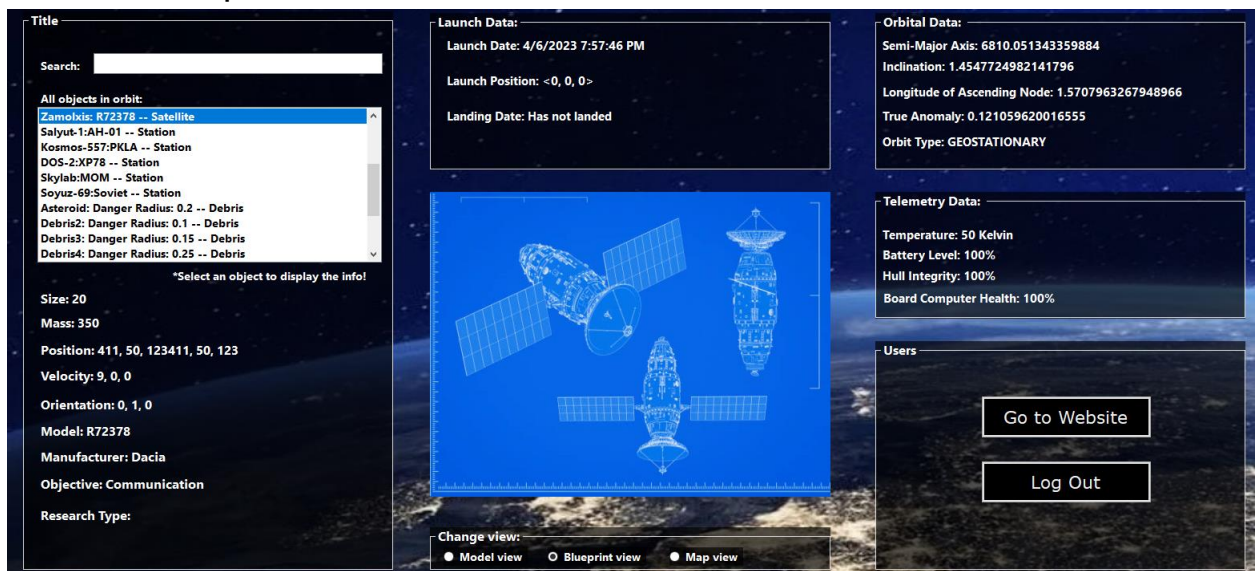 Title
Search:
All objects in orbit:
Zamolxis: R72378 -- Satellite
Salyut-1:AH-01 -- Station
Kosmos-557:PKLA -- Station
DOS-2:XP78 -- Station
Skylab:MOM -- Station
Soyuz-69:Soviet -- Station
Asteroid: Danger Radius: 0.2 -- Debris
Debris2: Danger Radius: 0.1 -- Debris
Debris3: Danger Radius: 0.15 -- Debris
Debris4: Danger Radius: 0.25 -- Debris
*Select an object to display the info!
Size: 20
Mass: 350
Position: 411, 50, 123411, 50, 123
Velocity: 9, 0, 0
Orientation: 0, 1, 0
Model: R72378
Manufacturer: Dacia
Objective: Communication
Research Type:
Launch Data:
Launch Date: 4/6/2023 7:57:46 PM
Launch Position: <0, 0, 0>
Landing Date: Has not landed
Change view:
Model view
Blueprint view
Map view
Orbital Data:
Semi-Major Axis: 6810.051343359884
Inclination: 1.4547724982141796
Longitude of Ascending Node: 1.5707963267948966
True Anomaly: 0.121059620016555
Orbit Type: GEOSTATIONARY
Telemetry Data:
Temperature: 50 Kelvin
Battery Level: 100%
Hull Integrity: 100%
Board Computer Health: 100%
Users
Go to Website
Log Out